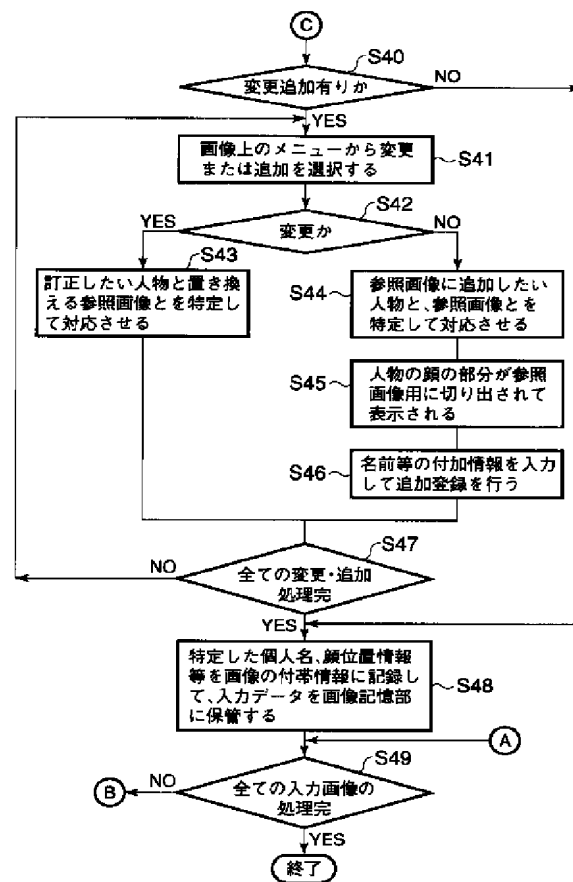 C
S40
変更追加有りか
NO
YES
画像上のメニューから変更
または追加を選択する
S41
S42
YES
変更か
NO
S43
訂正したい人物と置き換
える参照画像とを特定し
て対応させる
S44
参照画像に追加したい
人物と、参照画像とを
特定して対応させる
S45
人物の顔の部分が参照
画像用に切り出されて
表示される
S46
名前等の付加情報を入力
して追加登録を行う
S47
NO
全ての変更・追加
処理完
YES
特定した個人名、顔位置情報
等を画像の付帯情報に記録し
て、入力データを画像記憶部
に保管する
S48
A
S49
B
NO
全ての入力画像の
処理完
YES
終了